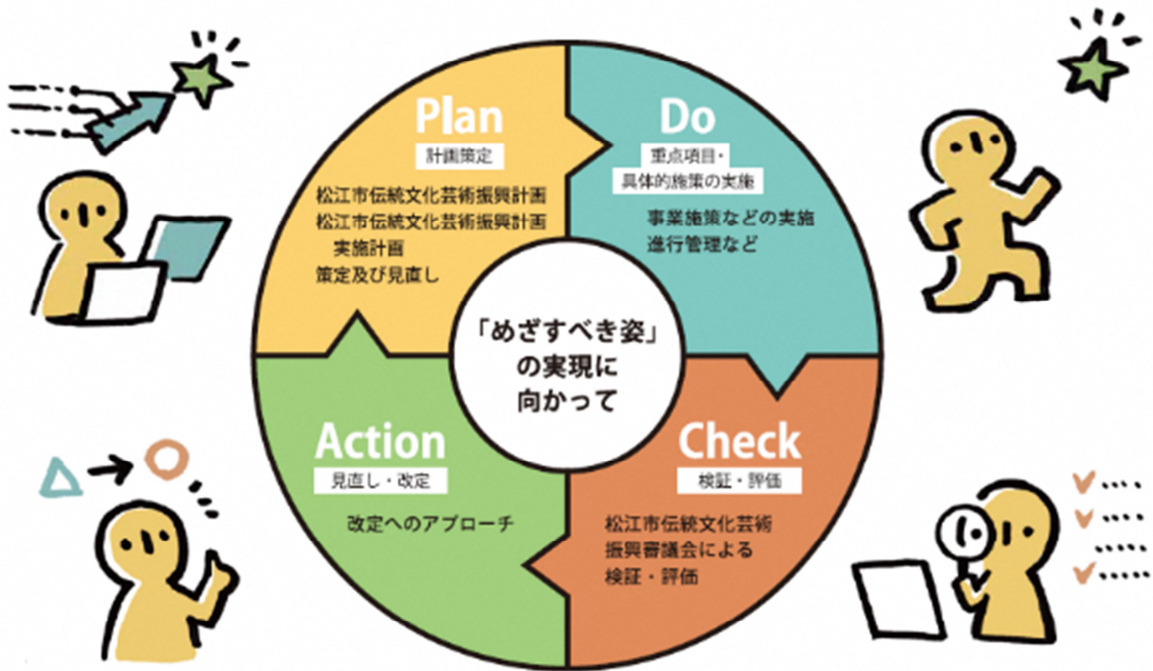 Plan
計画策定
松江市伝統文化芸術振興計画
松江市伝統文化芸術振興計画
実施計画
策定及び見直し
Do
重点項目・
具体的施策の実施
事業施策などの実施
進行管理など
「めざすべき姿」
の実現に
向かって
Action
見直し・改定
改定へのアプローチ
Check
検証・評価
松江市伝統文化芸術
振興審議会による
検証・評価